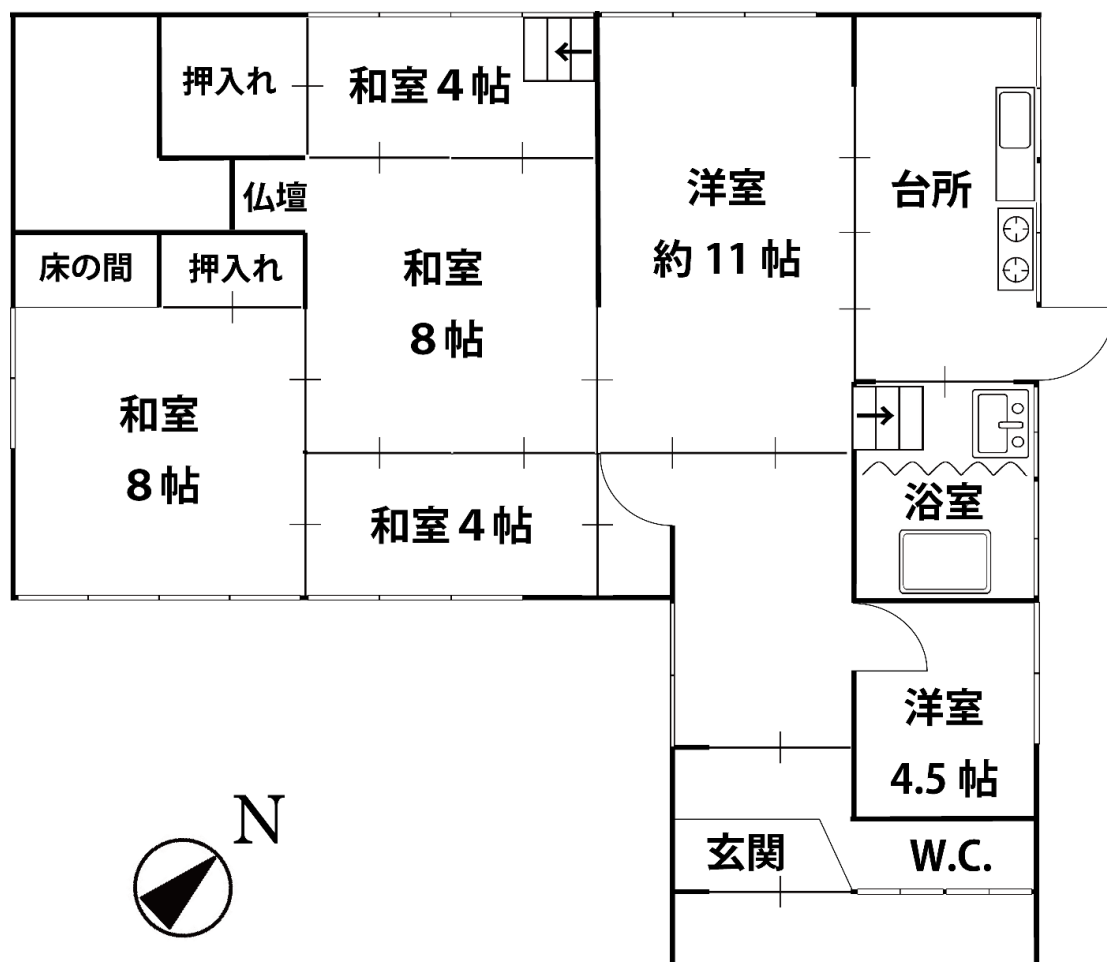 押入れ
和室 4 帖
仏壇
洋室
約 11 帖
台所
床の間
押入れ
和室
8 帖
和室
8 帖
和室 4 帖
浴室
洋室
4.5 帖
N
玄関
W.C.